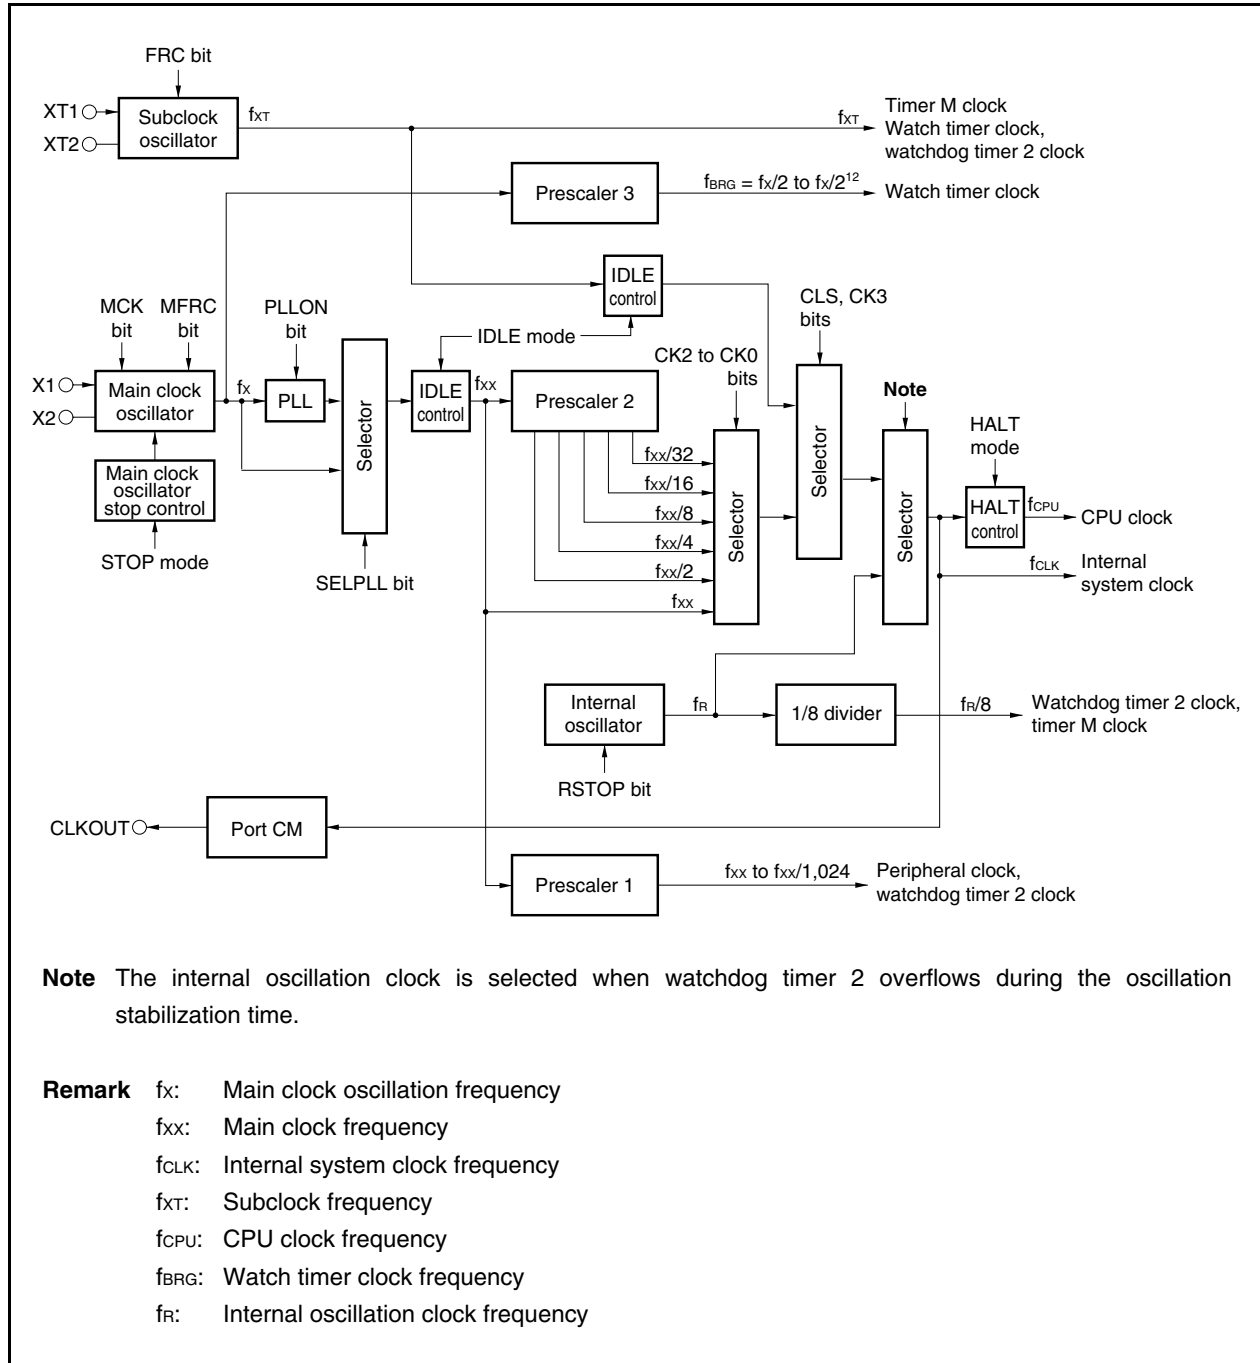 FRC bit
XT1
XT2
Subclock
oscillator
fXT
fXT
Timer M clock
Watch timer clock,
watchdog timer 2 clock
Prescaler 3
fBRG = fX/2 to fX/2¹²
Watch timer clock
IDLE
control
MCK
bit
MFRC
bit
PLLON
bit
IDLE mode
CLS, CK3
bits
CK2 to CK0
bits
X1
X2
Main clock
oscillator
fX
PLL
Selector
IDLE
control
fXX
Prescaler 2
Note
HALT
mode
Main clock
oscillator
stop control
STOP mode
SELPLL bit
fXX/32
fXX/16
fXX/8
fXX/4
fXX/2
fXX
Selector
Selector
Selector
HALT
control
fCPU
CPU clock
fCLK
Internal
system clock
Internal
oscillator
fR
1/8 divider
fR/8
Watchdog timer 2 clock,
timer M clock
RSTOP bit
CLKOUT
Port CM
Prescaler 1
fXX to fXX/1,024
Peripheral clock,
watchdog timer 2 clock
Note The internal oscillation clock is selected when watchdog timer 2 overflows during the oscillation
stabilization time.
Remark fX: Main clock oscillation frequency
fXX: Main clock frequency
fCLK: Internal system clock frequency
fXT: Subclock frequency
fCPU: CPU clock frequency
fBRG: Watch timer clock frequency
fR: Internal oscillation clock frequency